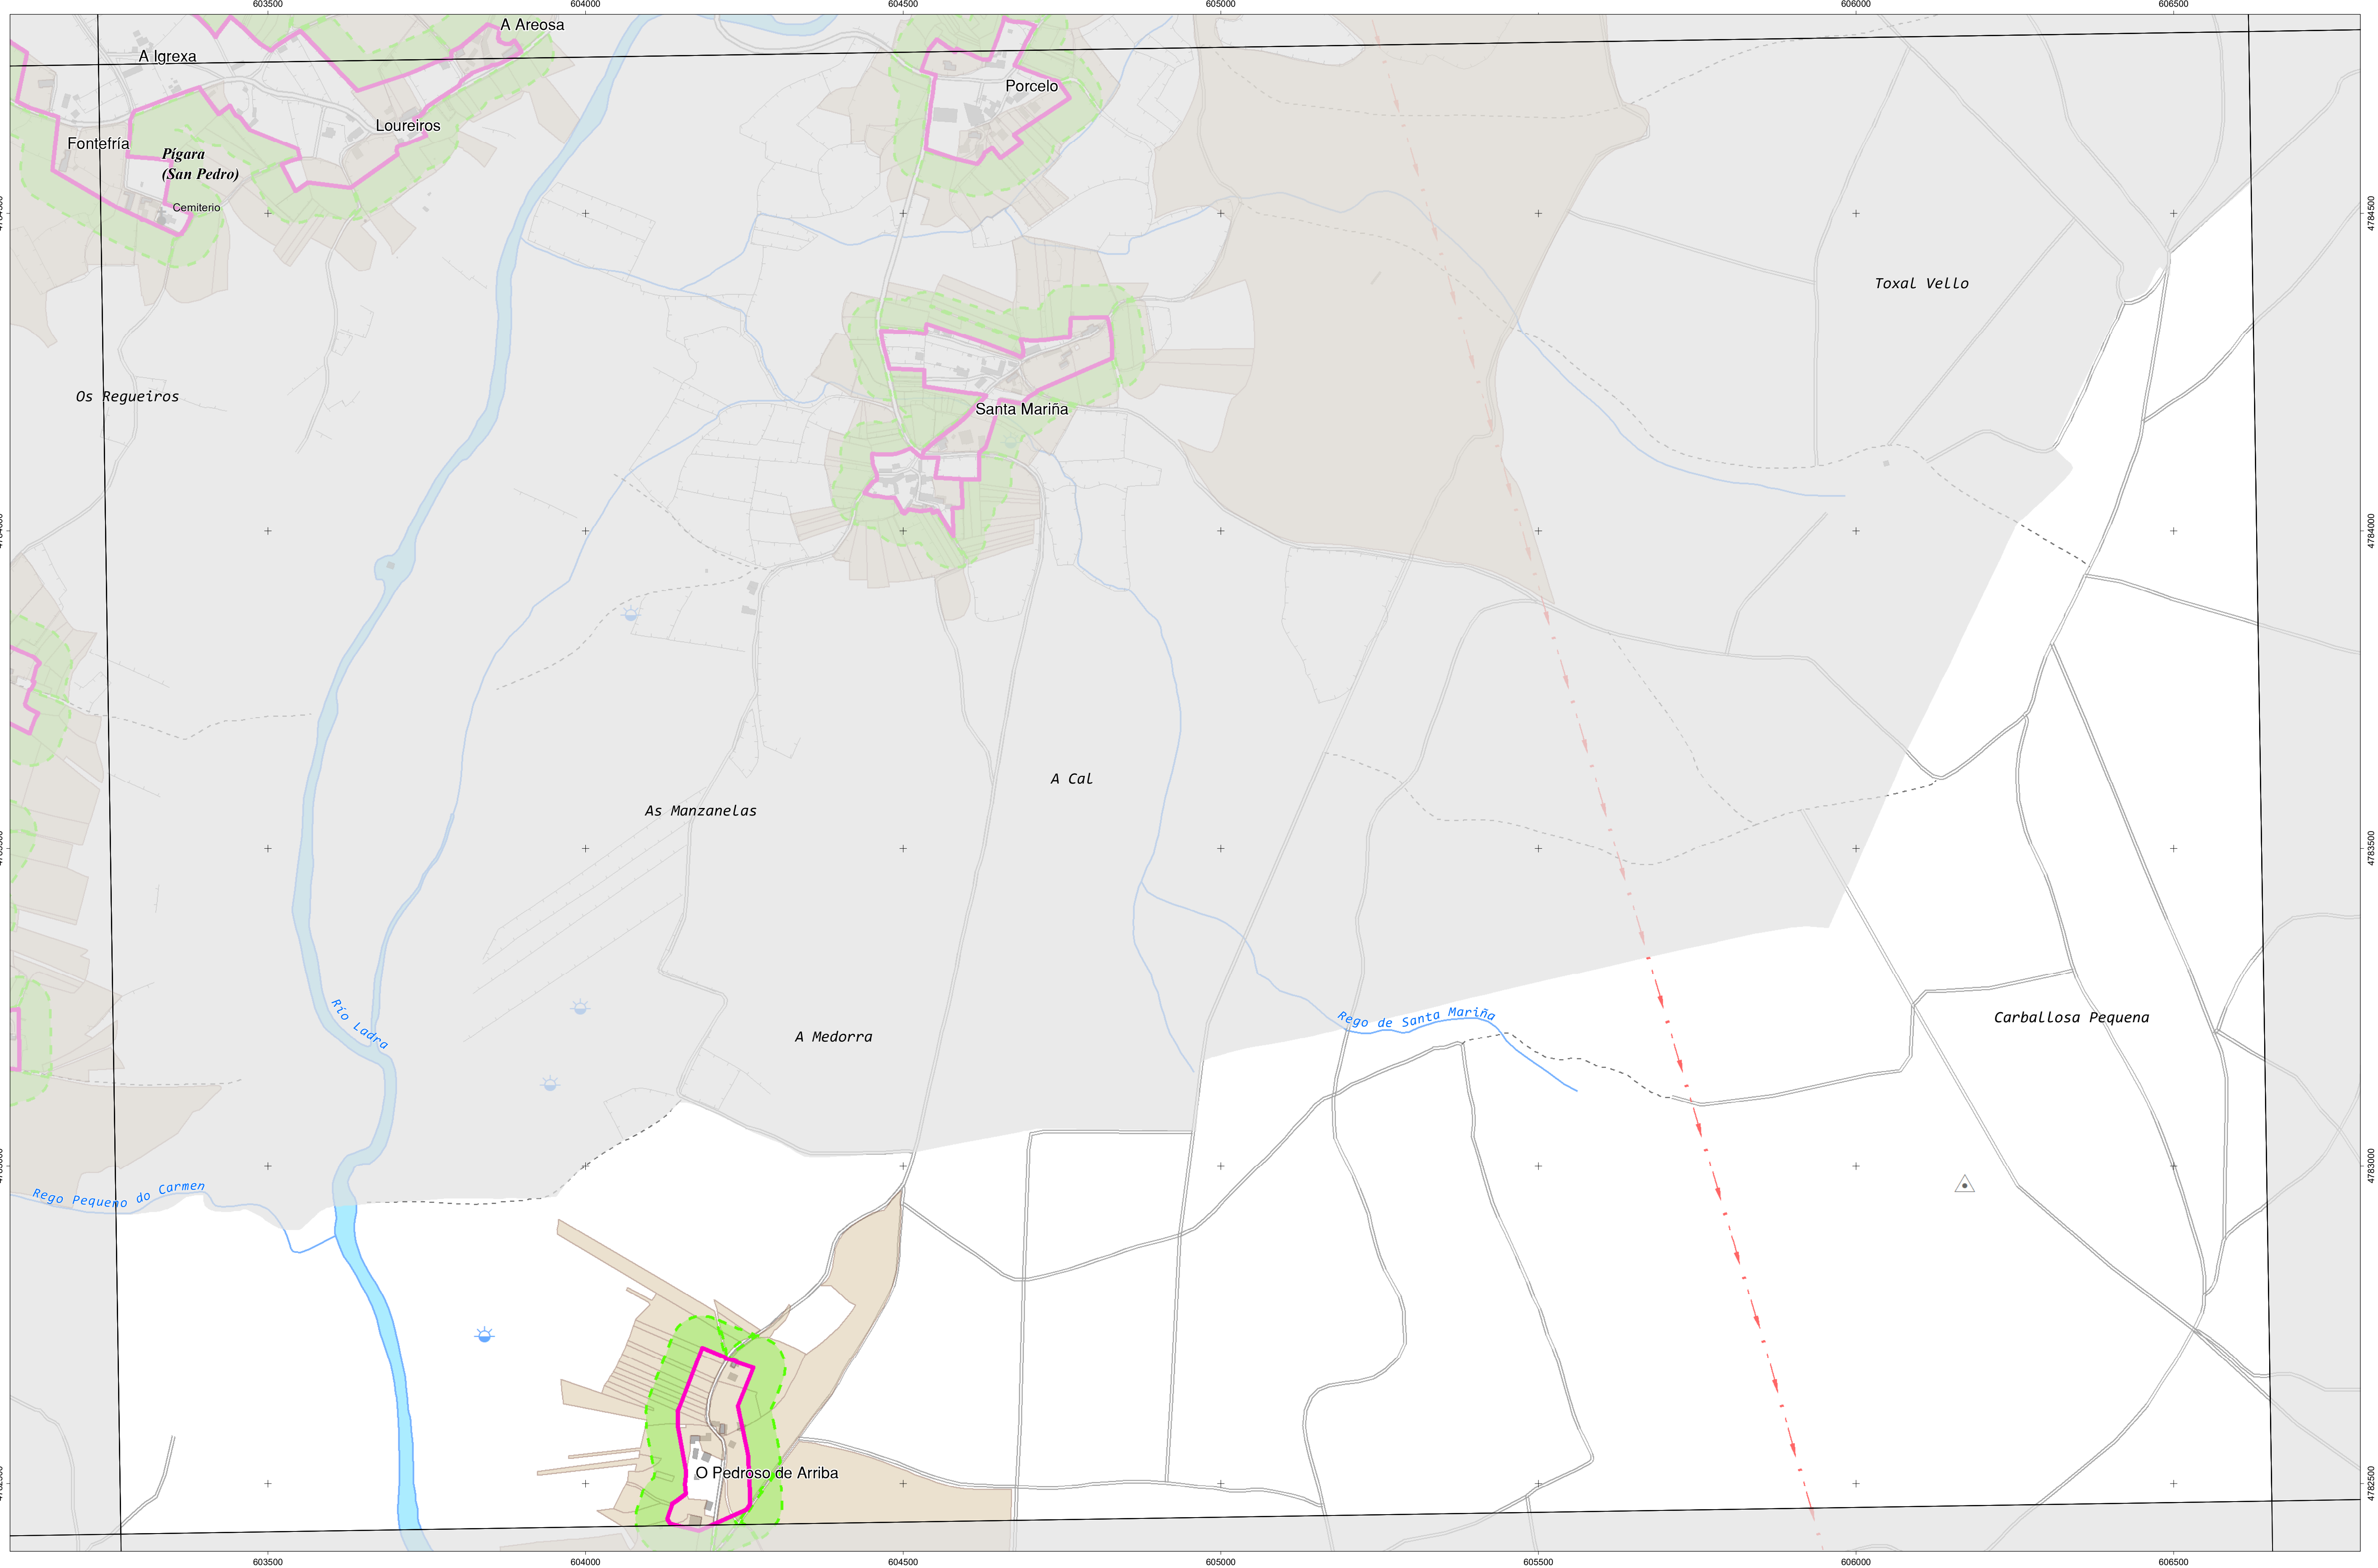 603500 604000 604500 605000 605500 606000 606500
A Areosa
A Igrexa
Porcelo
Loureiros
Fontefría
Pígara
(San Pedro)
Cemiterio
4784500
Toxal Vello
Os Regueiros
Santa Mariña
4784000
A Cal
As Manzanelas
4783500
Río Ladra
Rego de Santa Mariña
Carballosa Pequena
A Medorra
4783000
Rego Pequeno do Carmen
O Pedroso de Arriba
4782500
603500 604000 604500 605000 605500 606000 606500